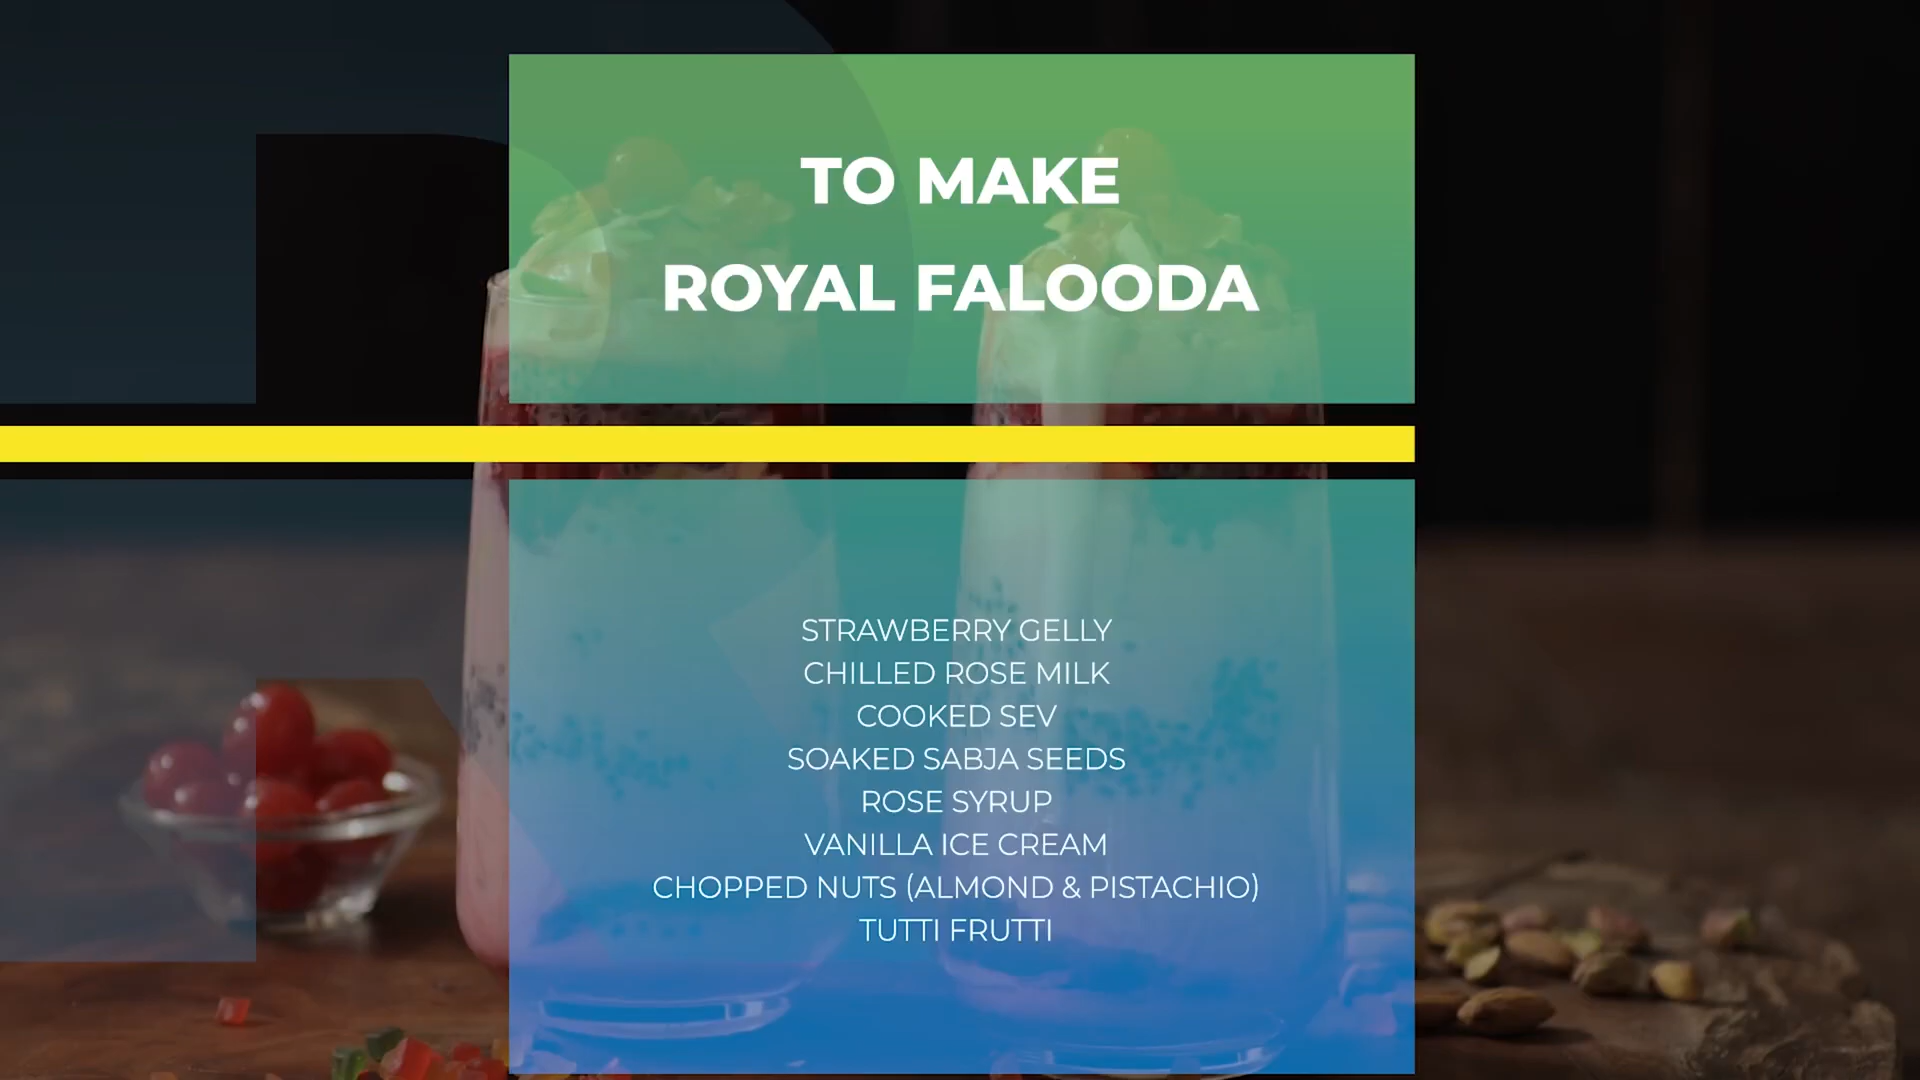 TO MAKE
ROYAL FALOODA
STRAWBERRY GELLY
CHILLED ROSE MILK
COOKED SEV
SOAKED SABJA SEEDS
ROSE SYRUP
VANILLA ICE CREAM
CHOPPED NUTS (ALMOND & PISTACHIO)
TUTTI FRUTTI